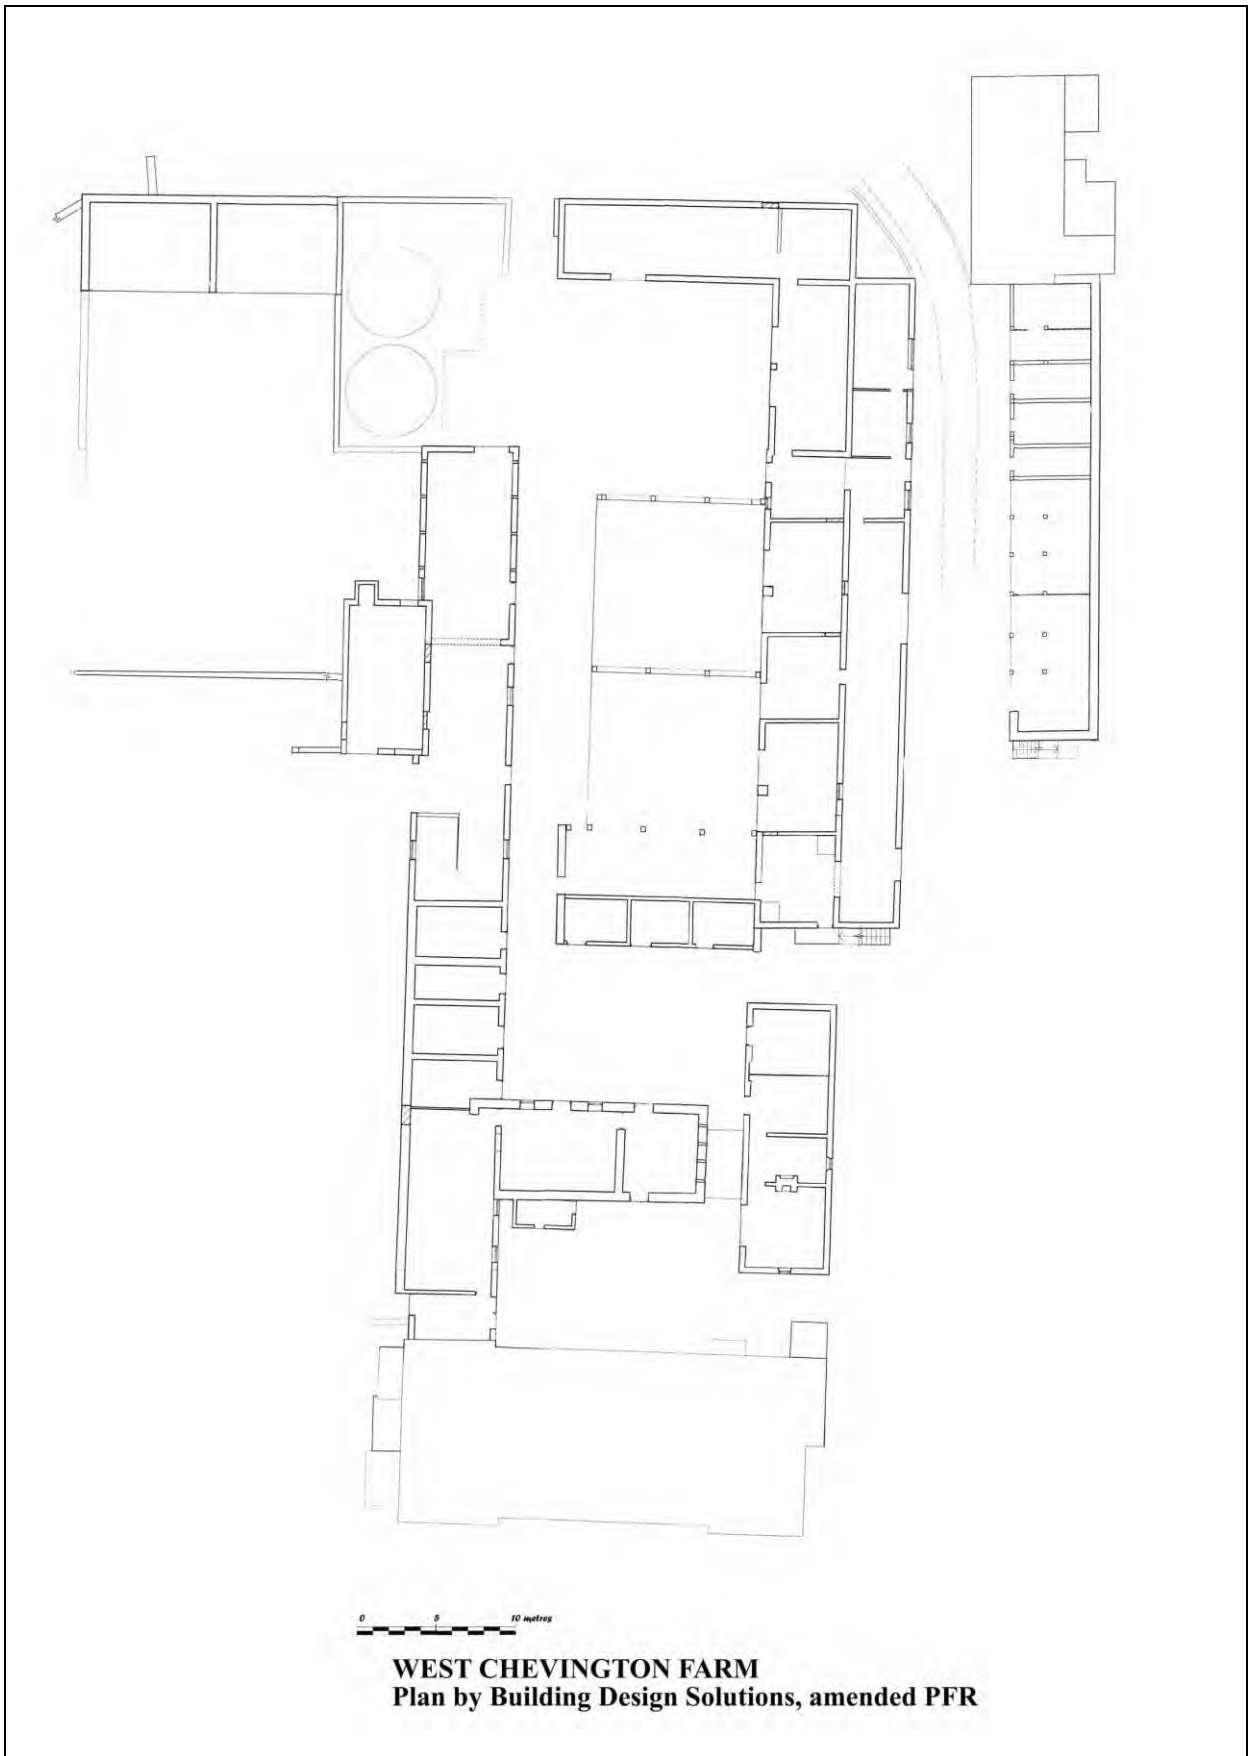 0 5 10 metres
WEST CHEVINGTON FARM
Plan by Building Design Solutions, amended PFR